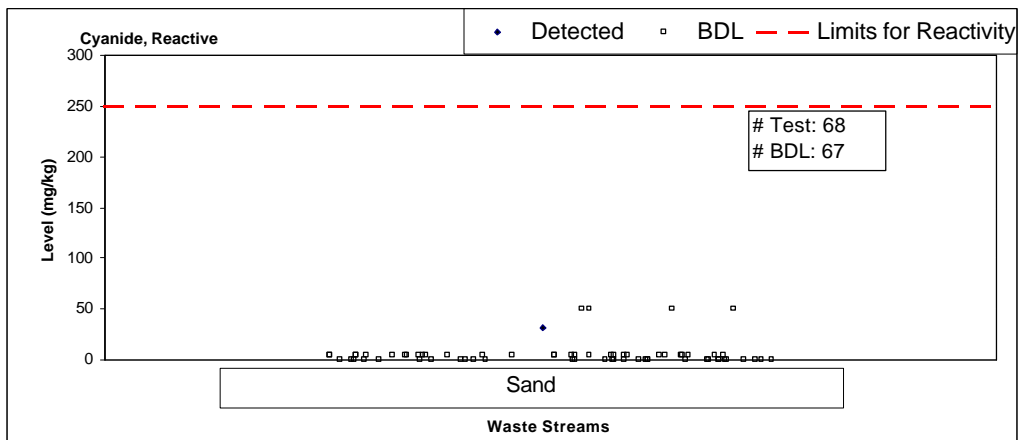 Cyanide, Reactive
Detected BDL Limits for Reactivity
300
250
200
150
100
50
0
Level (mg/kg)
# Test: 68
# BDL: 67
Sand
Waste Streams